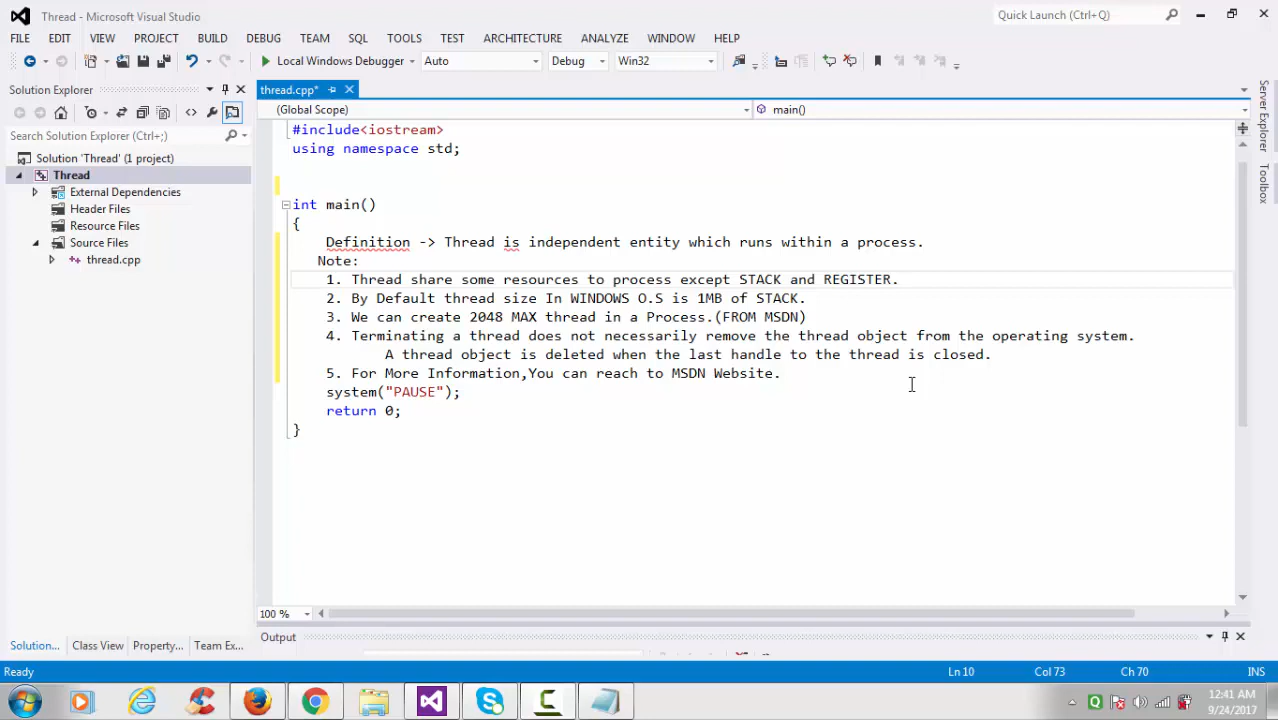 Thread - Microsoft Visual Studio
Quick Launch (Ctrl+Q)
FILE EDIT VIEW PROJECT BUILD DEBUG TEAM SQL TOOLS TEST ARCHITECTURE ANALYZE WINDOW HELP
Local Windows Debugger Auto Debug Win32
Solution Explorer
thread.cpp*
(Global Scope)
main()
Search Solution Explorer (Ctrl+;)
Solution 'Thread' (1 project)
Thread
External Dependencies
Header Files
Resource Files
Source Files
thread.cpp
#include<iostream>
using namespace std;
int main()
{
Definition -> Thread is independent entity which runs within a process.
Note:
1. Thread share some resources to process except STACK and REGISTER.
2. By Default thread size In WINDOWS O.S is 1MB of STACK.
3. We can create 2048 MAX thread in a Process.(FROM MSDN)
4. Terminating a thread does not necessarily remove the thread object from the operating system.
A thread object is deleted when the last handle to the thread is closed.
5. For More Information,You can reach to MSDN Website.
system("PAUSE");
return 0;
}
Server Explorer
Toolbox
100 %
Solution... Class View Property... Team Ex...
Output
Ready
Ln 10 Col 73 Ch 70 INS
12:41 AM
9/24/2017